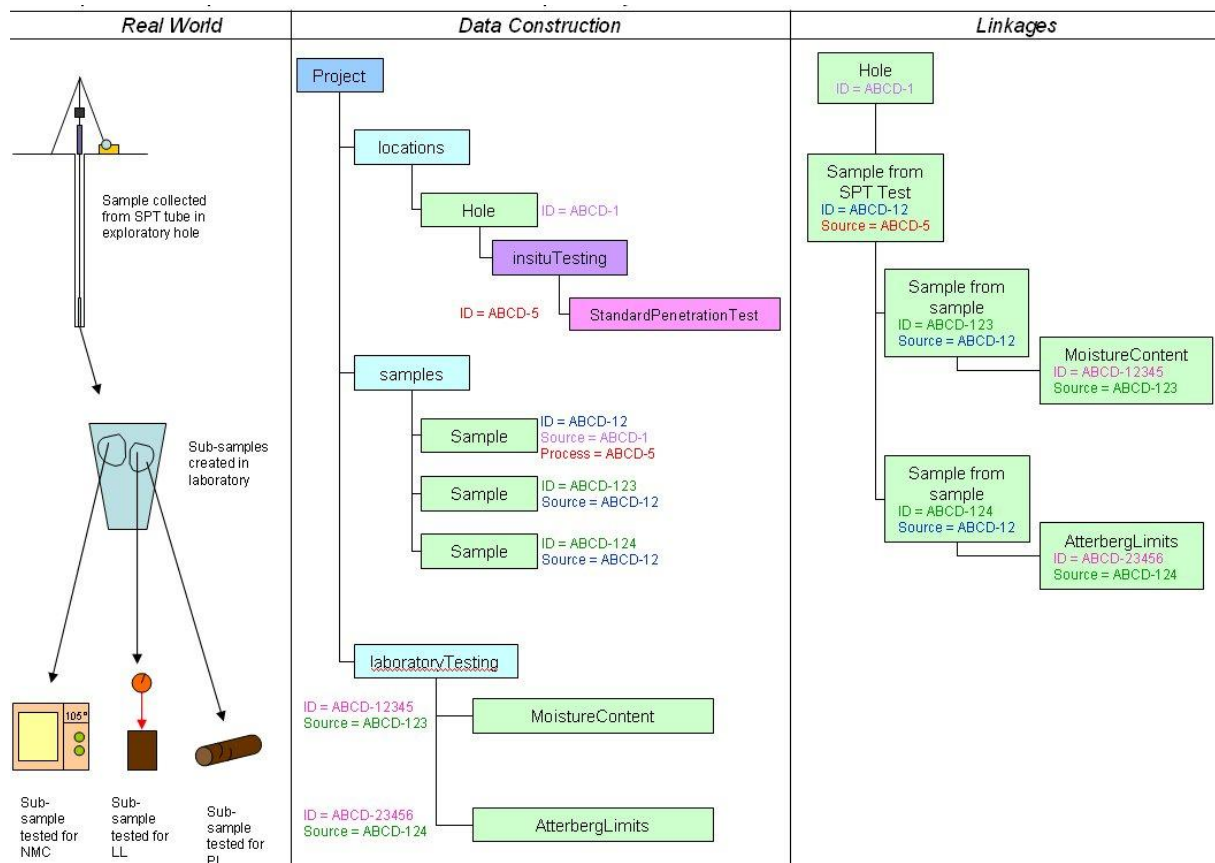 Real World
Data Construction
Linkages
Sample collected
from SPT tube in
exploratory hole
Sub-samples
created in
laboratory
105°
Sub-
sample
tested for
NMC
Sub-
sample
tested for
LL
Sub-
sample
tested for
PI
Project
locations
Hole
ID = ABCD-1
insituTesting
ID = ABCD-5
StandardPenetrationTest
samples
Sample
ID = ABCD-12
Source = ABCD-1
Process = ABCD-5
Sample
ID = ABCD-123
Source = ABCD-12
Sample
ID = ABCD-124
Source = ABCD-12
laboratoryTesting
ID = ABCD-12345
Source = ABCD-123
MoistureContent
ID = ABCD-23456
Source = ABCD-124
AtterbergLimits
Hole
ID = ABCD-1
Sample from
SPT Test
ID = ABCD-12
Source = ABCD-5
Sample from
sample
ID = ABCD-123
Source = ABCD-12
MoistureContent
ID = ABCD-12345
Source = ABCD-123
Sample from
sample
ID = ABCD-124
Source = ABCD-12
AtterbergLimits
ID = ABCD-23456
Source = ABCD-124